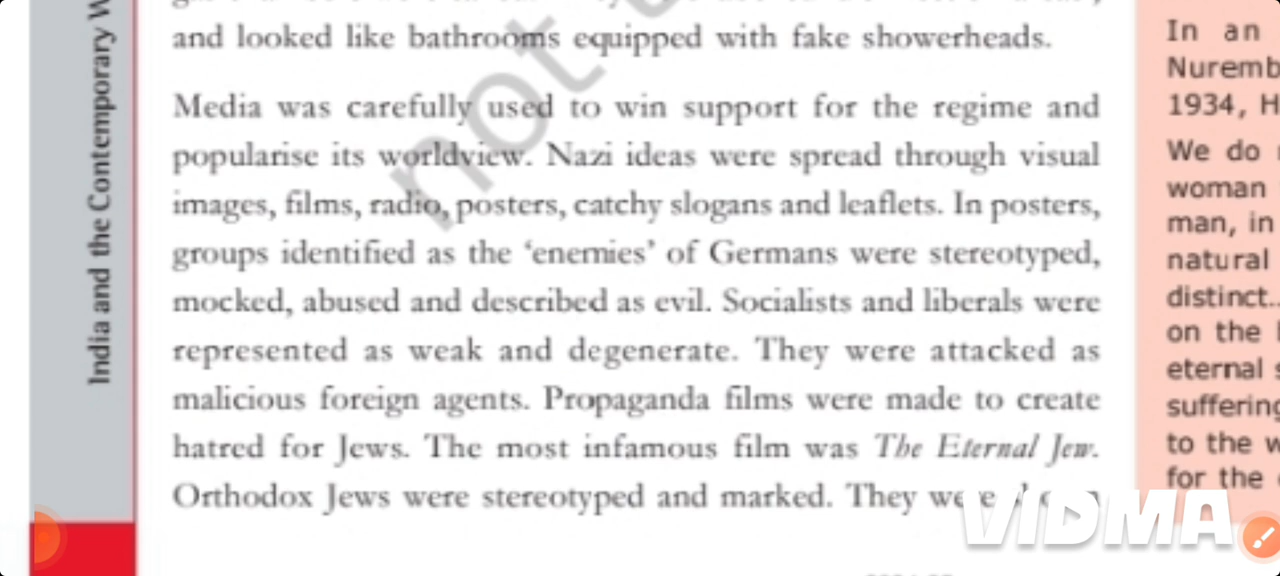 and looked like bathrooms equipped with fake showerheads.
Media was carefully used to win support for the regime and
popularise its worldview. Nazi ideas were spread through visual
images, films, radio, posters, catchy slogans and leaflets. In posters,
groups identified as the ‘enemies’ of Germans were stereotyped,
mocked, abused and described as evil. Socialists and liberals were
represented as weak and degenerate. They were attacked as
malicious foreign agents. Propaganda films were made to create
hatred for Jews. The most infamous film was The Eternal Jew.
Orthodox Jews were stereotyped and marked. They were
India and the Contemporary W
not
In an
Nuremb
1934, H
We do
woman
man, in
natural
distinct..
on the
eternal s
suffering
to the w
for the
VIDMA